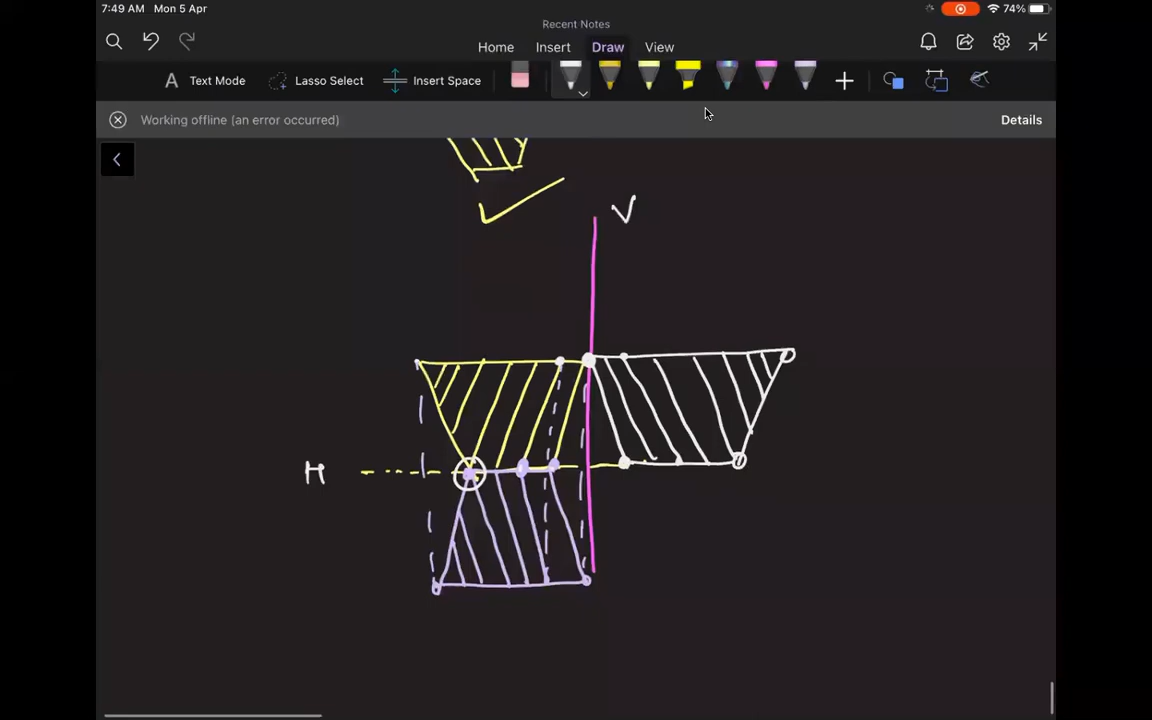 7:49 AM Mon 5 Apr 74%
Recent Notes
Home Insert Draw View
Text Mode Lasso Select Insert Space
Working offline (an error occurred) Details
V
H